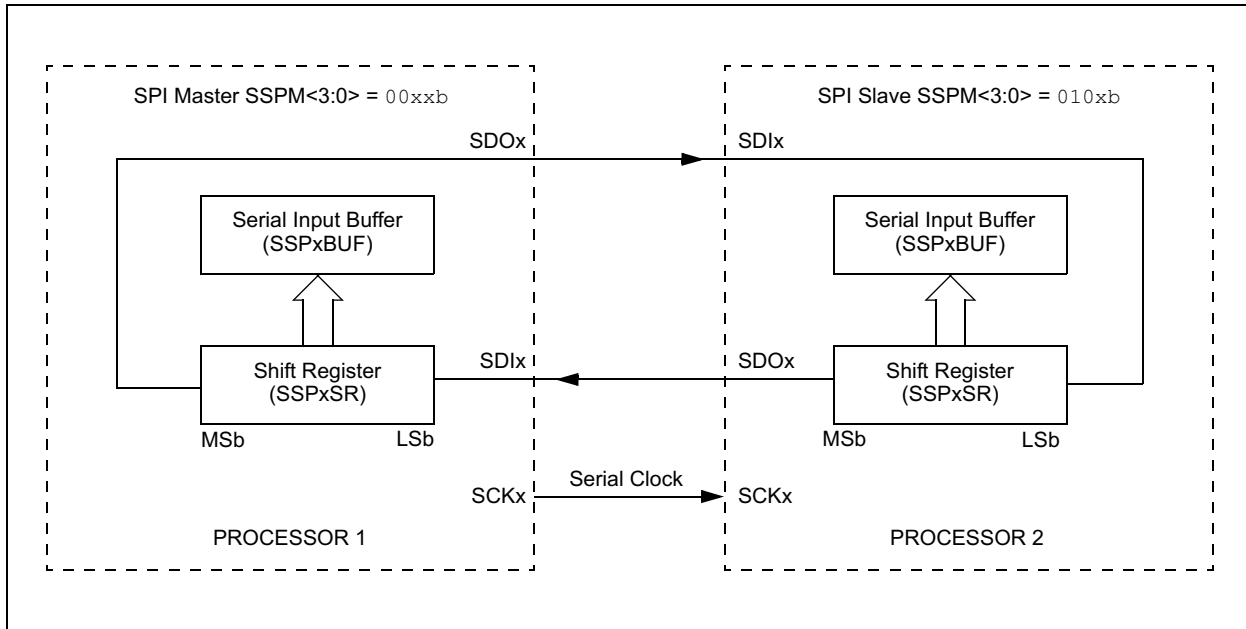 SPI Master SSPM<3:0> = 00xxb
SPI Slave SSPM<3:0> = 010xb
SDOx
SDIx
Serial Input Buffer
(SSPxBUF)
Serial Input Buffer
(SSPxBUF)
Shift Register
(SSPxSR)
SDIx
SDOx
Shift Register
(SSPxSR)
MSb
LSb
MSb
LSb
SCKx
Serial Clock
SCKx
PROCESSOR 1
PROCESSOR 2